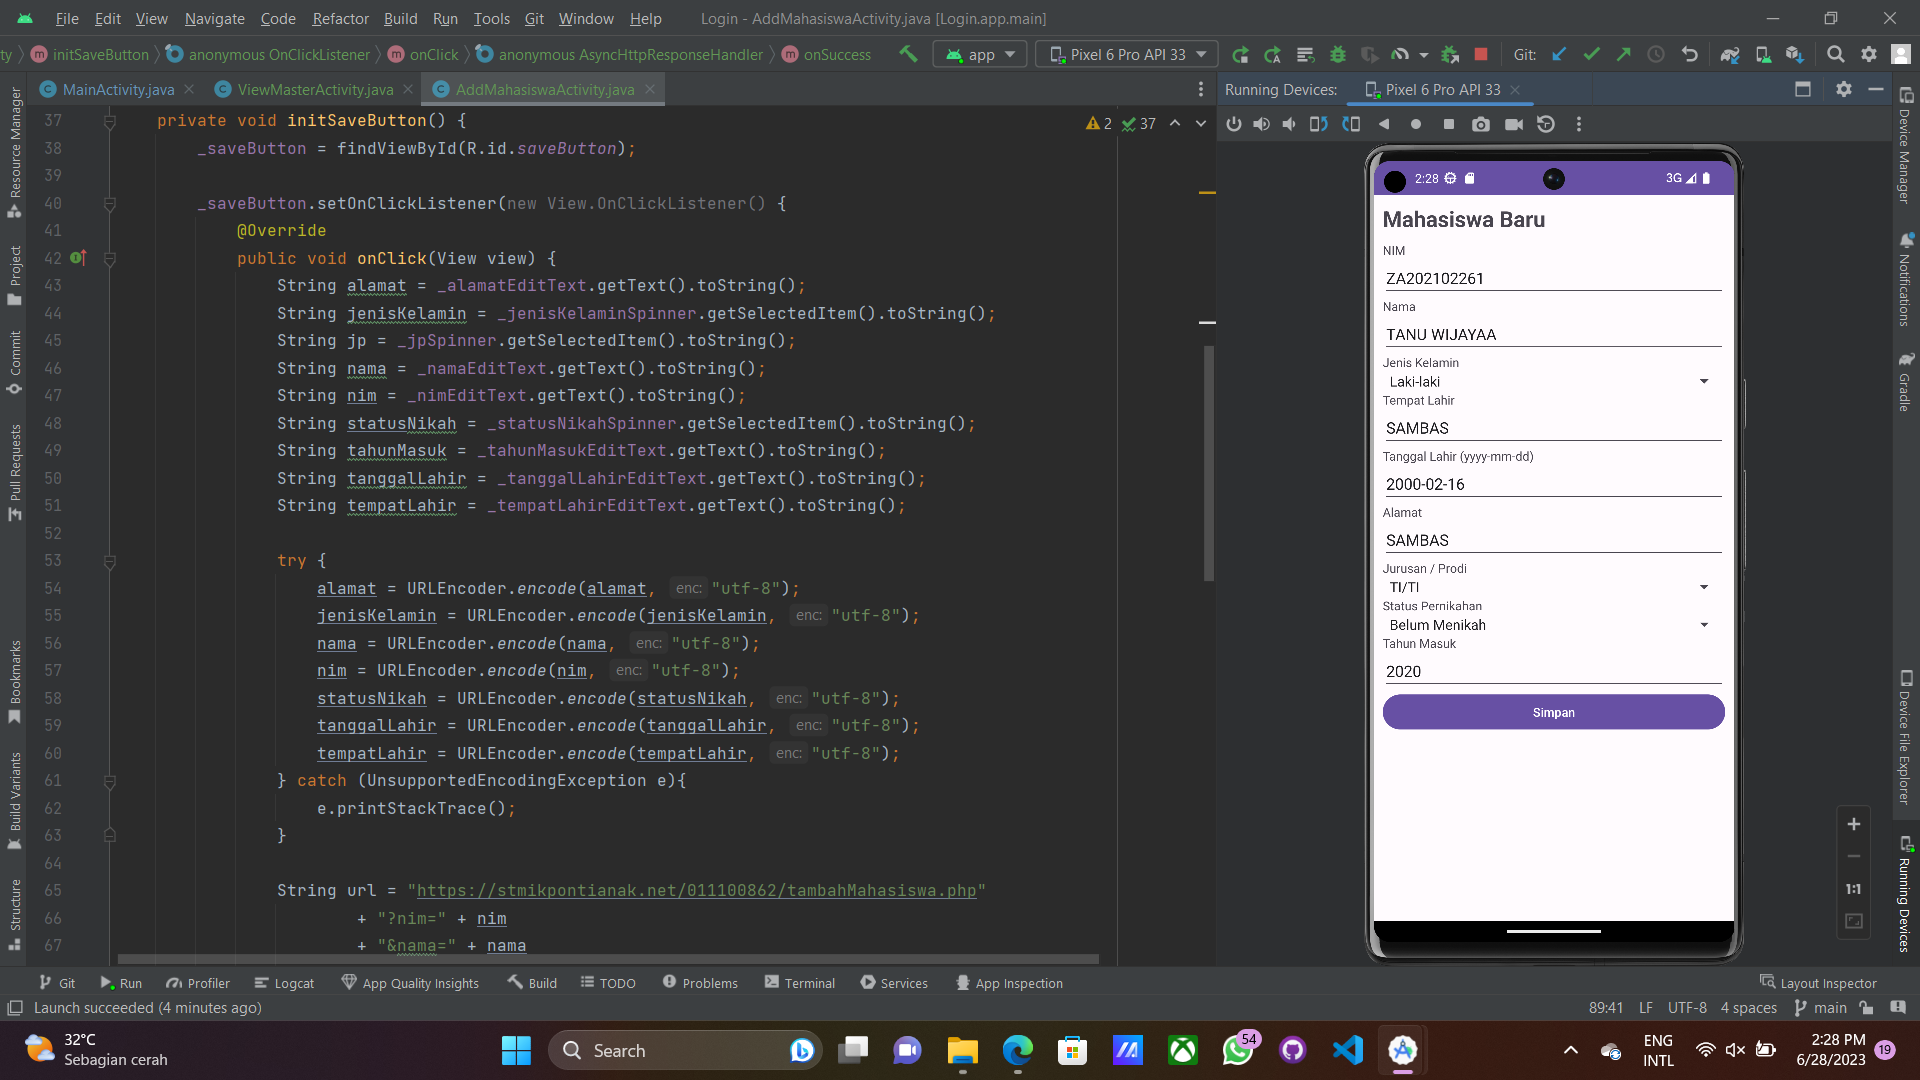 File Edit View Navigate Code Refactor Build Run Tools Git Window Help Login - AddMahasiswaActivity.java [Login.app.main]
ty initSaveButton anonymous OnClickListener onClick anonymous AsyncHttpResponseHandler onSuccess app Pixel 6 Pro API 33 Git:
MainActivity.java ViewMasterActivity.java AddMahasiswaActivity.java
Running Devices: Pixel 6 Pro API 33
2 37
37 private void initSaveButton() {
38 _saveButton = findViewById(R.id.saveButton);
39
40 _saveButton.setOnClickListener(new View.OnClickListener() {
41 @Override
42 public void onClick(View view) {
43 String alamat = _alamatEditText.getText().toString();
44 String jenisKelamin = _jenisKelaminSpinner.getSelectedItem().toString();
45 String jp = _jpSpinner.getSelectedItem().toString();
46 String nama = _namaEditText.getText().toString();
47 String nim = _nimEditText.getText().toString();
48 String statusNikah = _statusNikahSpinner.getSelectedItem().toString();
49 String tahunMasuk = _tahunMasukEditText.getText().toString();
50 String tanggalLahir = _tanggalLahirEditText.getText().toString();
51 String tempatLahir = _tempatLahirEditText.getText().toString();
52
53 try {
54 alamat = URLEncoder.encode(alamat, enc: "utf-8");
55 jenisKelamin = URLEncoder.encode(jenisKelamin, enc: "utf-8");
56 nama = URLEncoder.encode(nama, enc: "utf-8");
57 nim = URLEncoder.encode(nim, enc: "utf-8");
58 statusNikah = URLEncoder.encode(statusNikah, enc: "utf-8");
59 tanggalLahir = URLEncoder.encode(tanggalLahir, enc: "utf-8");
60 tempatLahir = URLEncoder.encode(tempatLahir, enc: "utf-8");
61 } catch (UnsupportedEncodingException e){
62 e.printStackTrace();
63 }
64
65 String url = "https://stmikpontianak.net/011100862/tambahMahasiswa.php"
66 + "?nim=" + nim
67 + "&nama=" + nama
Resource Manager
Project
Commit
Pull Requests
Bookmarks
Build Variants
Structure
2:28 3G
Mahasiswa Baru
NIM
ZA202102261
Nama
TANU WIJAYAA
Jenis Kelamin
Laki-laki
Tempat Lahir
SAMBAS
Tanggal Lahir (yyyy-mm-dd)
2000-02-16
Alamat
SAMBAS
Jurusan / Prodi
TI/TI
Status Pernikahan
Belum Menikah
Tahun Masuk
2020
Simpan
1:1
Device Manager
Notifications
Gradle
Device File Explorer
Running Devices
Git Run Profiler Logcat App Quality Insights Build TODO Problems Terminal Services App Inspection Layout Inspector
Launch succeeded (4 minutes ago) 89:41 LF UTF-8 4 spaces main
32°C
Sebagian cerah
Search
54
ENG
INTL
2:28 PM
6/28/2023
19